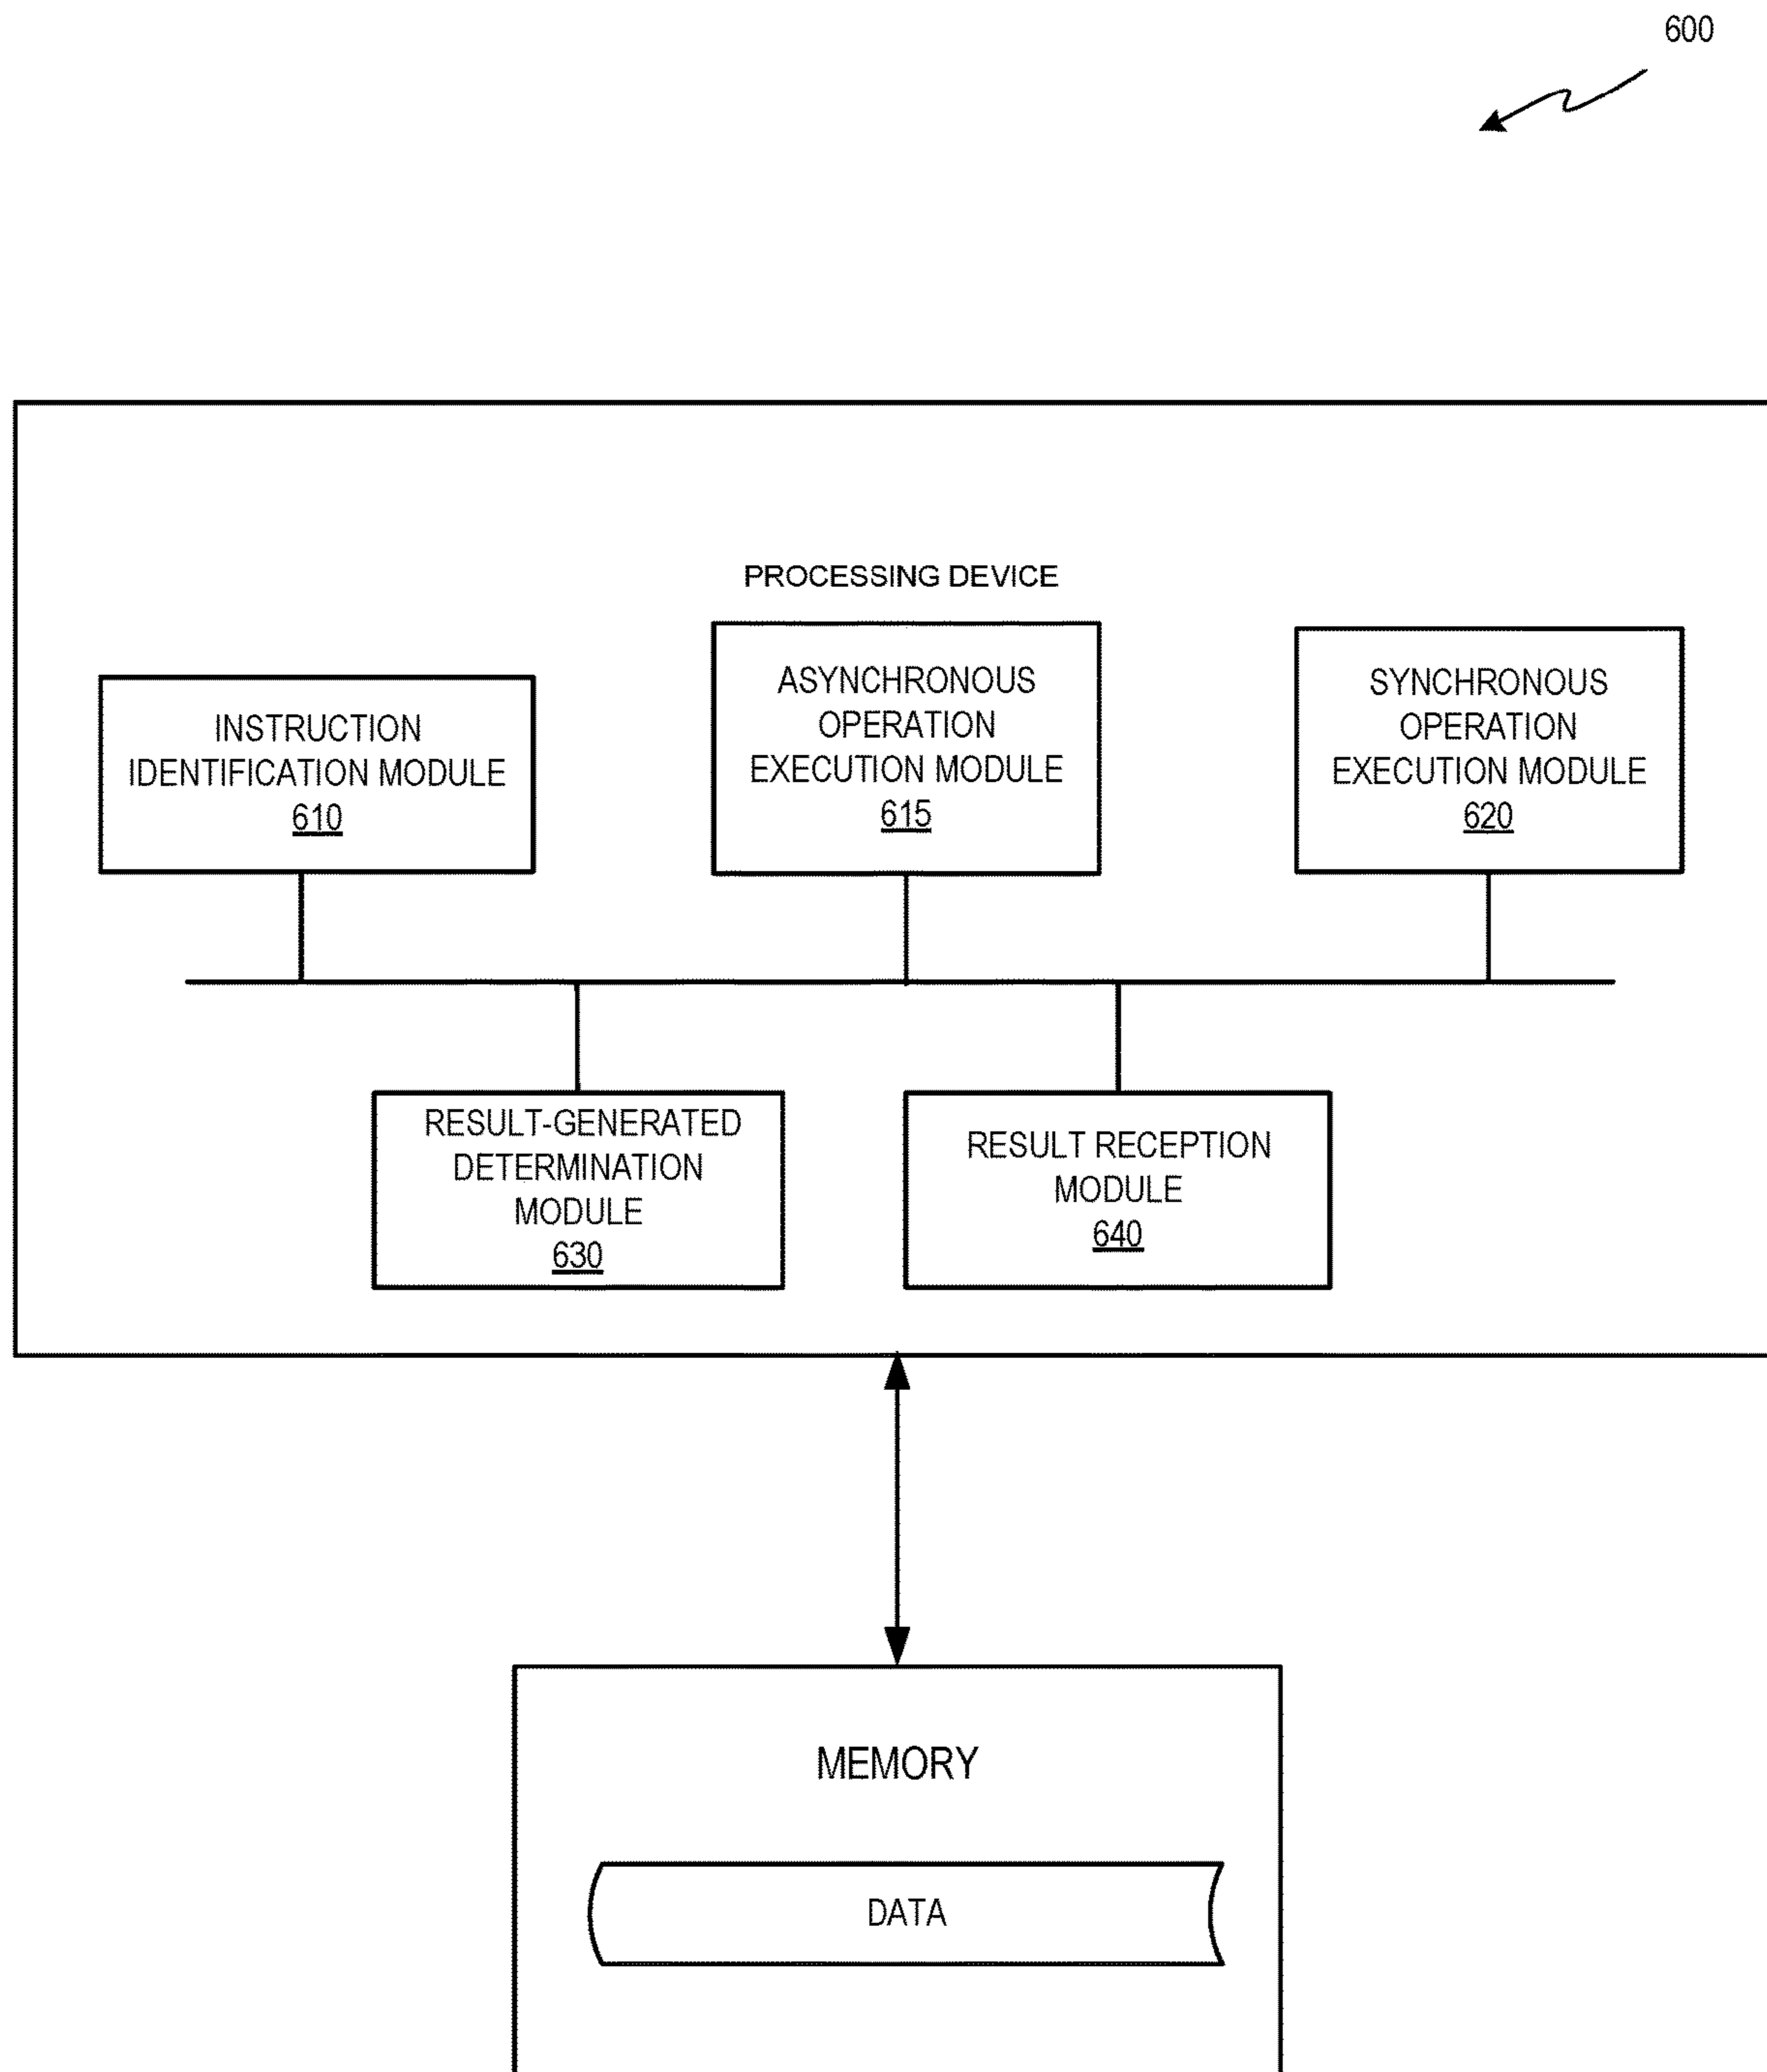 600
PROCESSING DEVICE
INSTRUCTION
IDENTIFICATION MODULE
610
ASYNCHRONOUS
OPERATION
EXECUTION MODULE
615
SYNCHRONOUS
OPERATION
EXECUTION MODULE
620
RESULT-GENERATED
DETERMINATION
MODULE
630
RESULT RECEPTION
MODULE
640
MEMORY
DATA